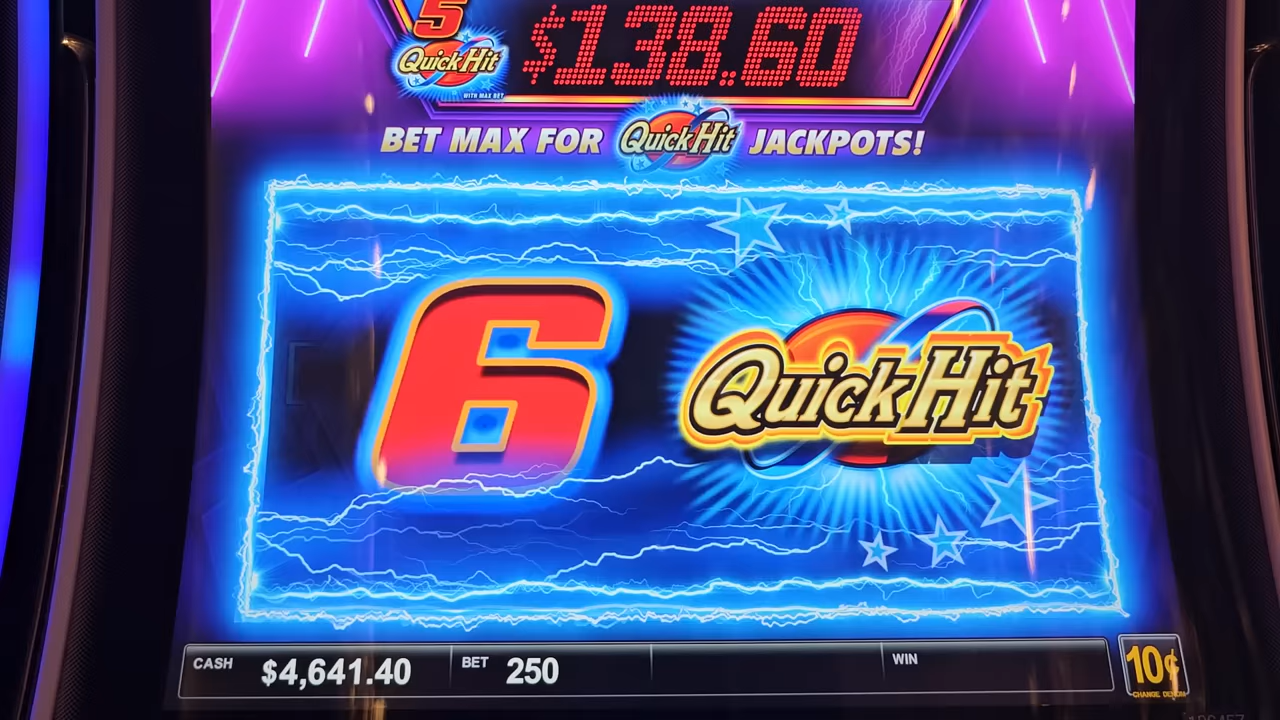 5
Quick Hit
WITH MAX BET
$138.60
BET MAX FOR Quick Hit JACKPOTS!
6 Quick Hit
CASH $4,641.40 BET 250 WIN 10¢
CHANGE DENOM